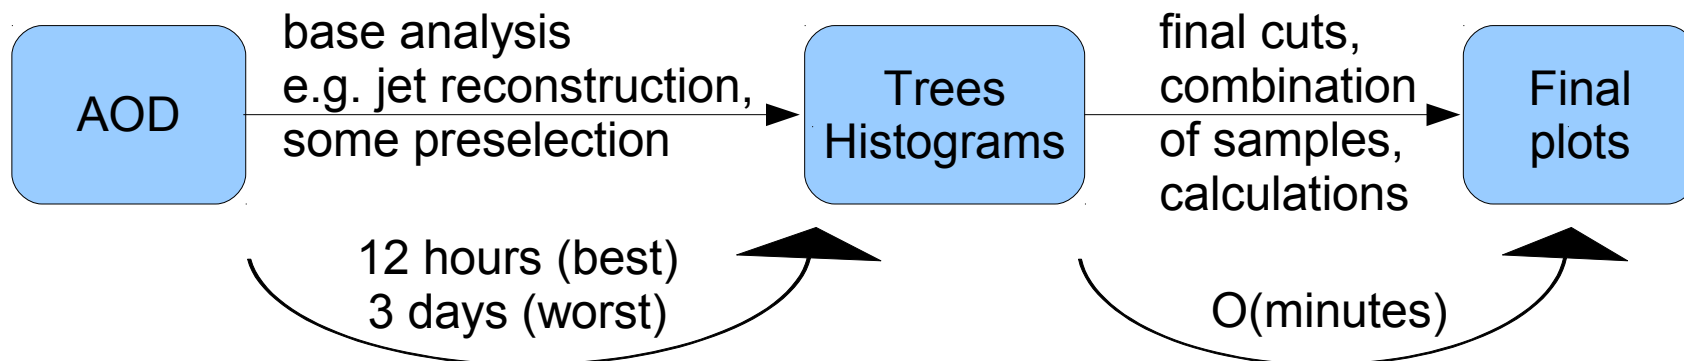 AOD
base analysis
e.g. jet reconstruction,
some preselection
Trees
Histograms
final cuts,
combination
of samples,
calculations
Final
plots
12 hours (best)
3 days (worst)
O(minutes)